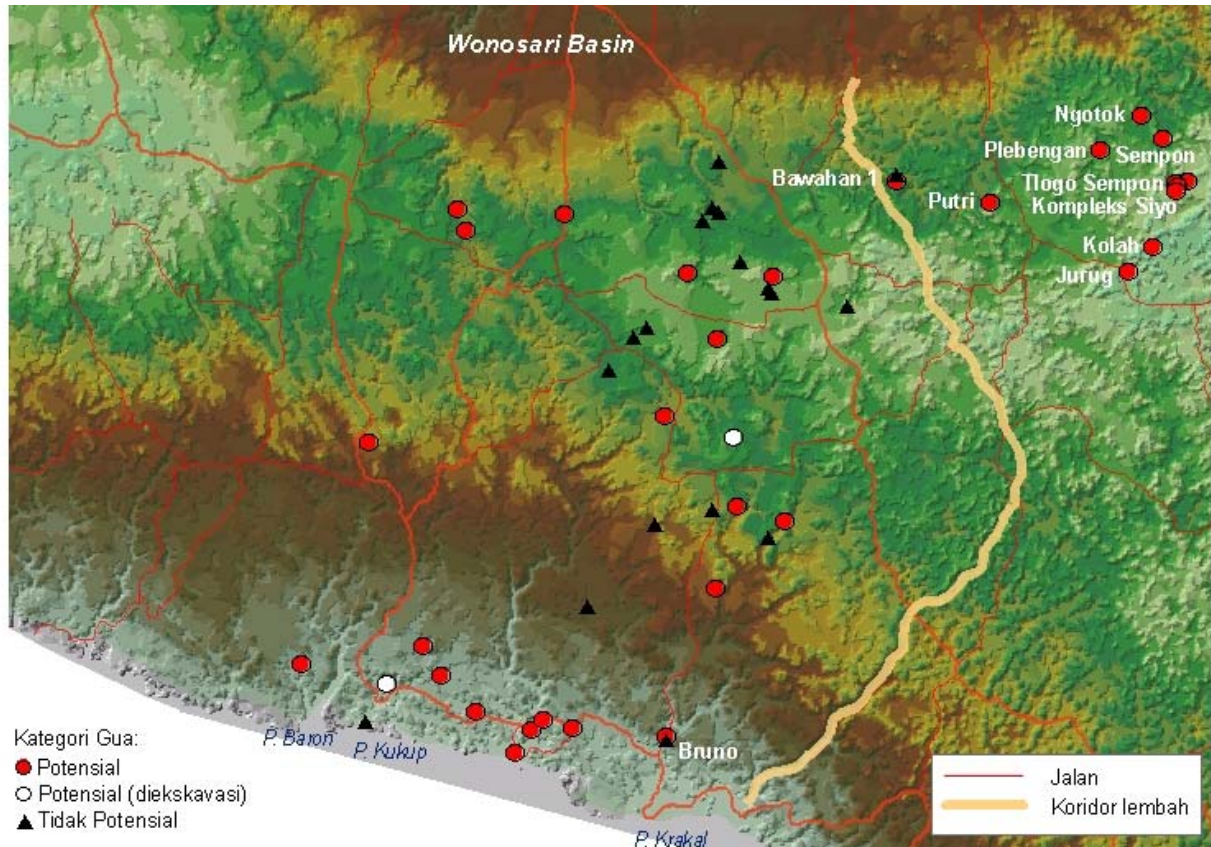 Wonosari Basin
Ngotok
Plebengan
Sempon
Bawahan 1
Tlogo Sempon
Putri
Kompleks Siyo
Kolah
Jurug
Bruno
P. Baron
P. Kukup
P. Krakal
Kategori Gua:
Potensial
Potensial (diekskavasi)
Tidak Potensial
Jalan
Koridor lembah